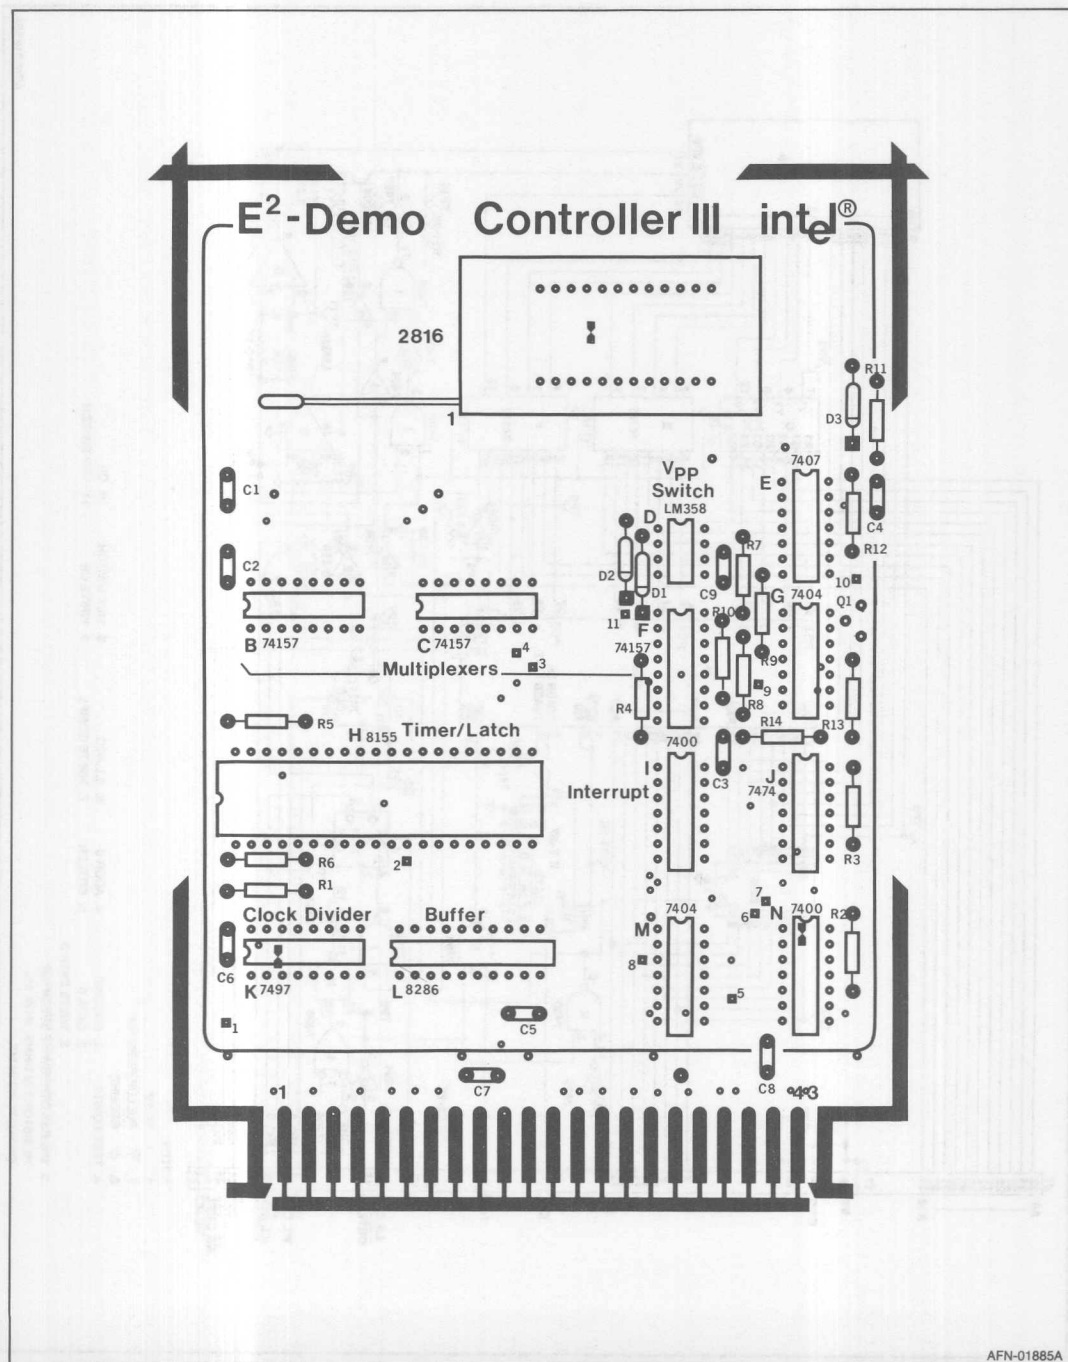 E²-Demo Controller III intel®
2816
1
R11
D3
VPP
Switch
LM358
7407
E
C1
D
C4
R7
R12
C2
D2
D1
C9
G
7404
10
Q1
11
F
R10
B 74157
C 74157
4
3
74157
Multiplexers
R9
9
R4
R8
R5
H 8155 Timer/Latch
R14
R13
7400
I
C3
J
7474
Interrupt
R6
2
R3
R1
7
6
7400
Clock Divider
Buffer
7404
M
N
R2
8
C6
K 7497
L 8286
5
1
C5
C7
C8
1
43
AFN-01885A